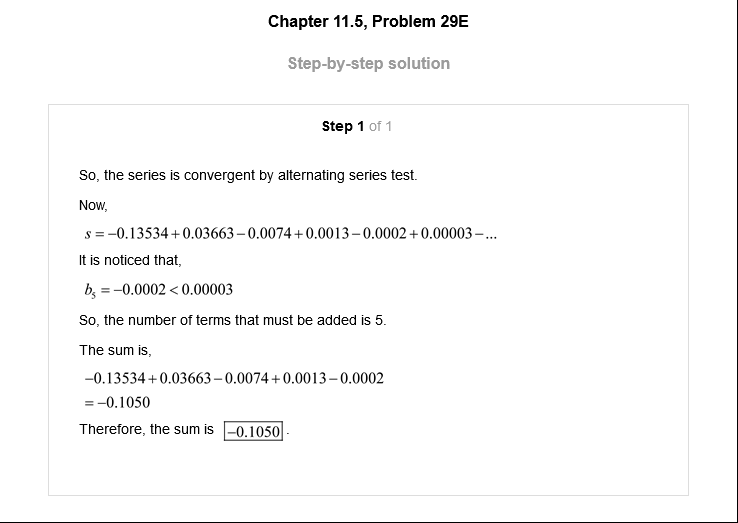 Chapter 11.5, Problem 29E
Step-by-step solution
Step 1 of 1
So, the series is convergent by alternating series test.
Now,
s = −0.13534 + 0.03663 − 0.0074 + 0.0013 − 0.0002 + 0.00003 − ...
It is noticed that,
b₅ = −0.0002 < 0.00003
So, the number of terms that must be added is 5.
The sum is,
−0.13534 + 0.03663 − 0.0074 + 0.0013 − 0.0002
= −0.1050
Therefore, the sum is −0.1050.